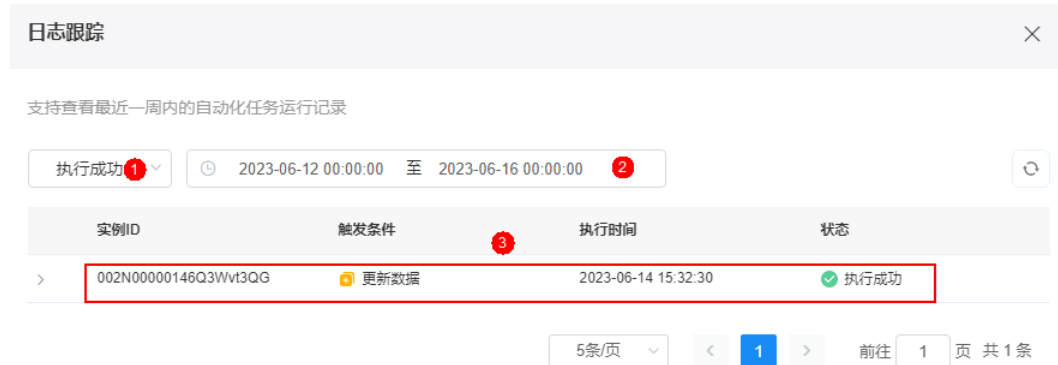 日志跟踪
支持查看最近一周内的自动化任务运行记录
执行成功 1 2023-06-12 00:00:00 至 2023-06-16 00:00:00 2
实例ID 触发条件 执行时间 状态
3
002N00000146Q3Wvt3QG 更新数据 2023-06-14 15:32:30 执行成功
5条/页 < 1 > 前往 1 页 共1条